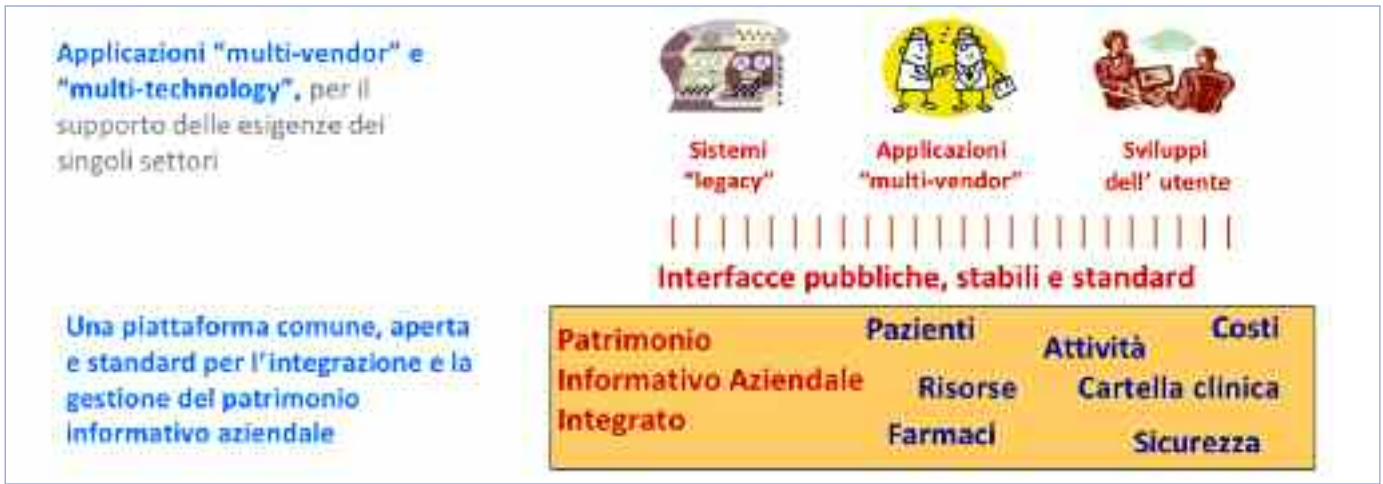 Applicazioni “multi-vendor” e
“multi-technology”, per il
supporto delle esigenze dei
singoli settori
Sistemi
“legacy”
Applicazioni
“multi-vendor”
Sviluppi
dell’ utente
Interfacce pubbliche, stabili e standard
Una piattaforma comune, aperta
e standard per l’integrazione e la
gestione del patrimonio
informativo aziendale
Patrimonio
Informativo Aziendale
Integrato
Pazienti
Attività
Costi
Risorse
Cartella clinica
Farmaci
Sicurezza